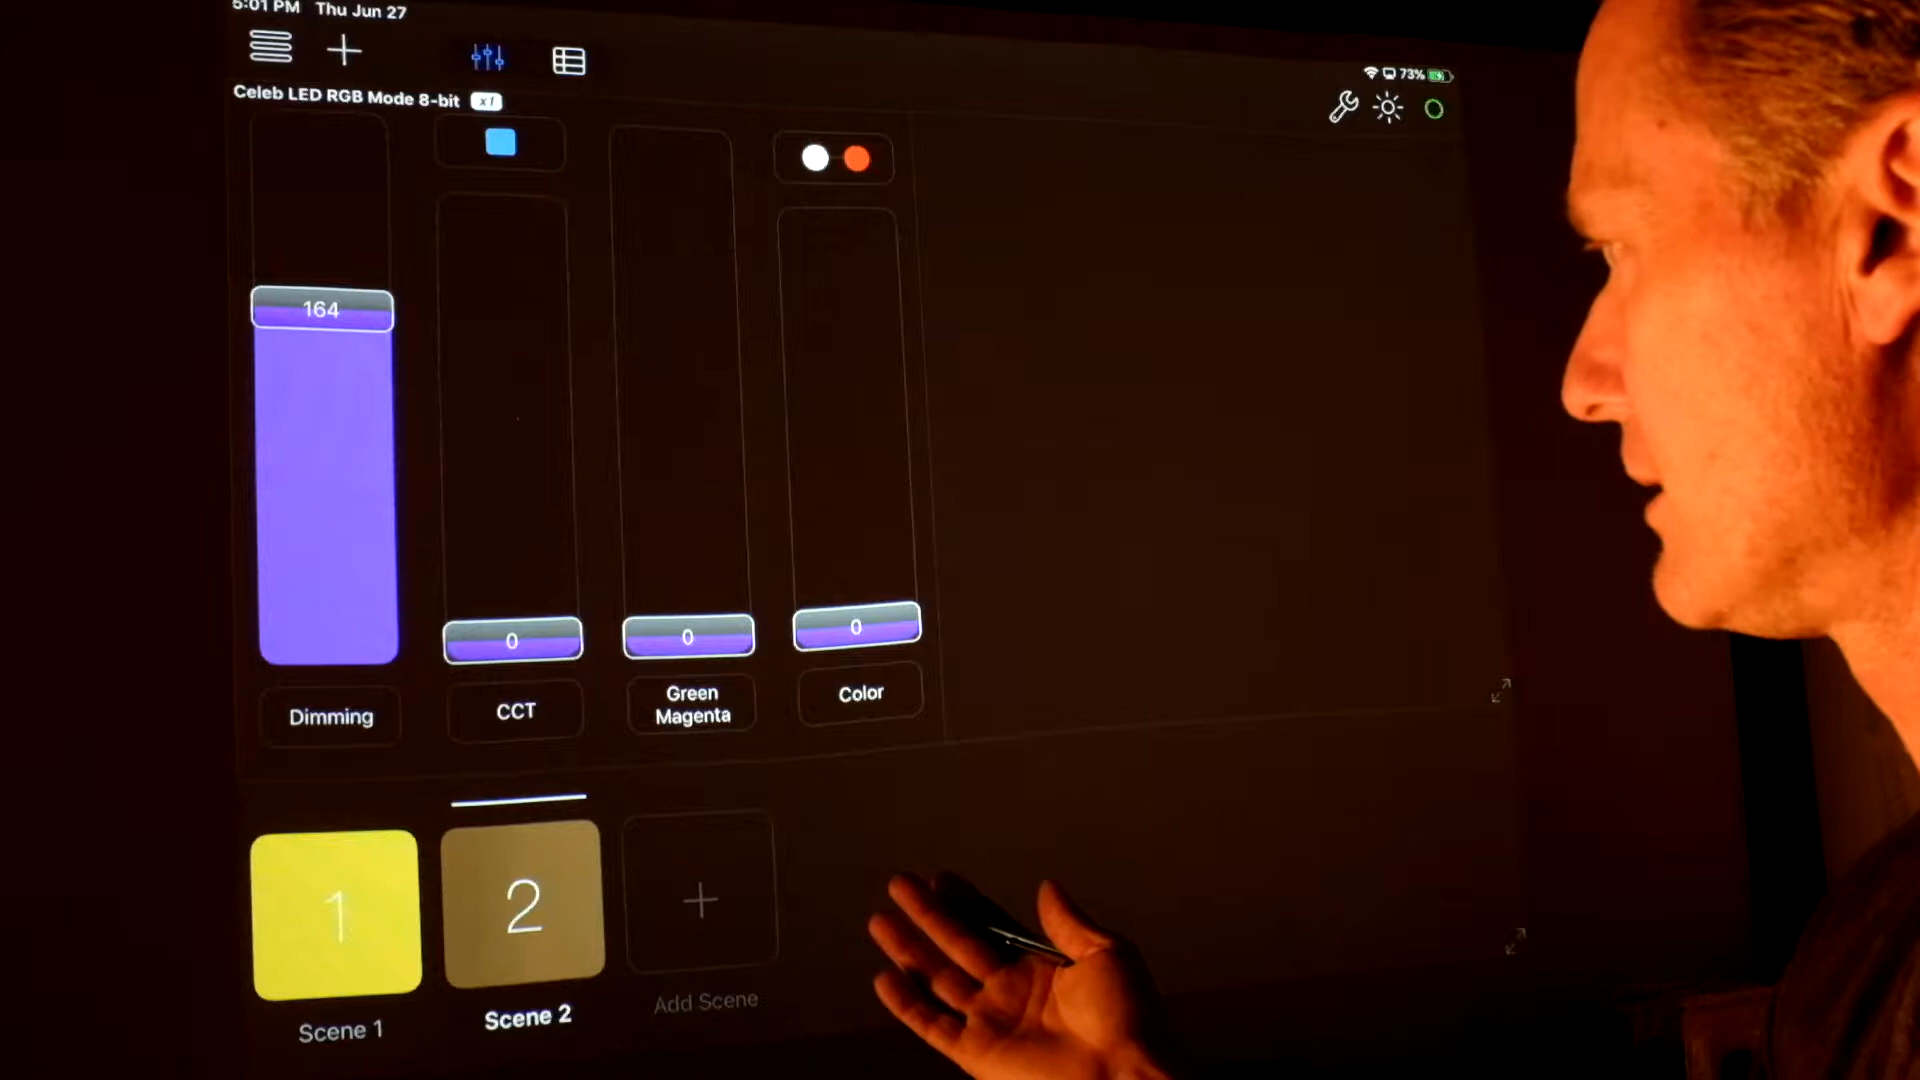 5:01 PM Thu Jun 27
73%
Celeb LED RGB Mode 8-bit x1
164
0
0
0
Dimming
CCT
Green
Magenta
Color
1
2
Scene 1
Scene 2
Add Scene